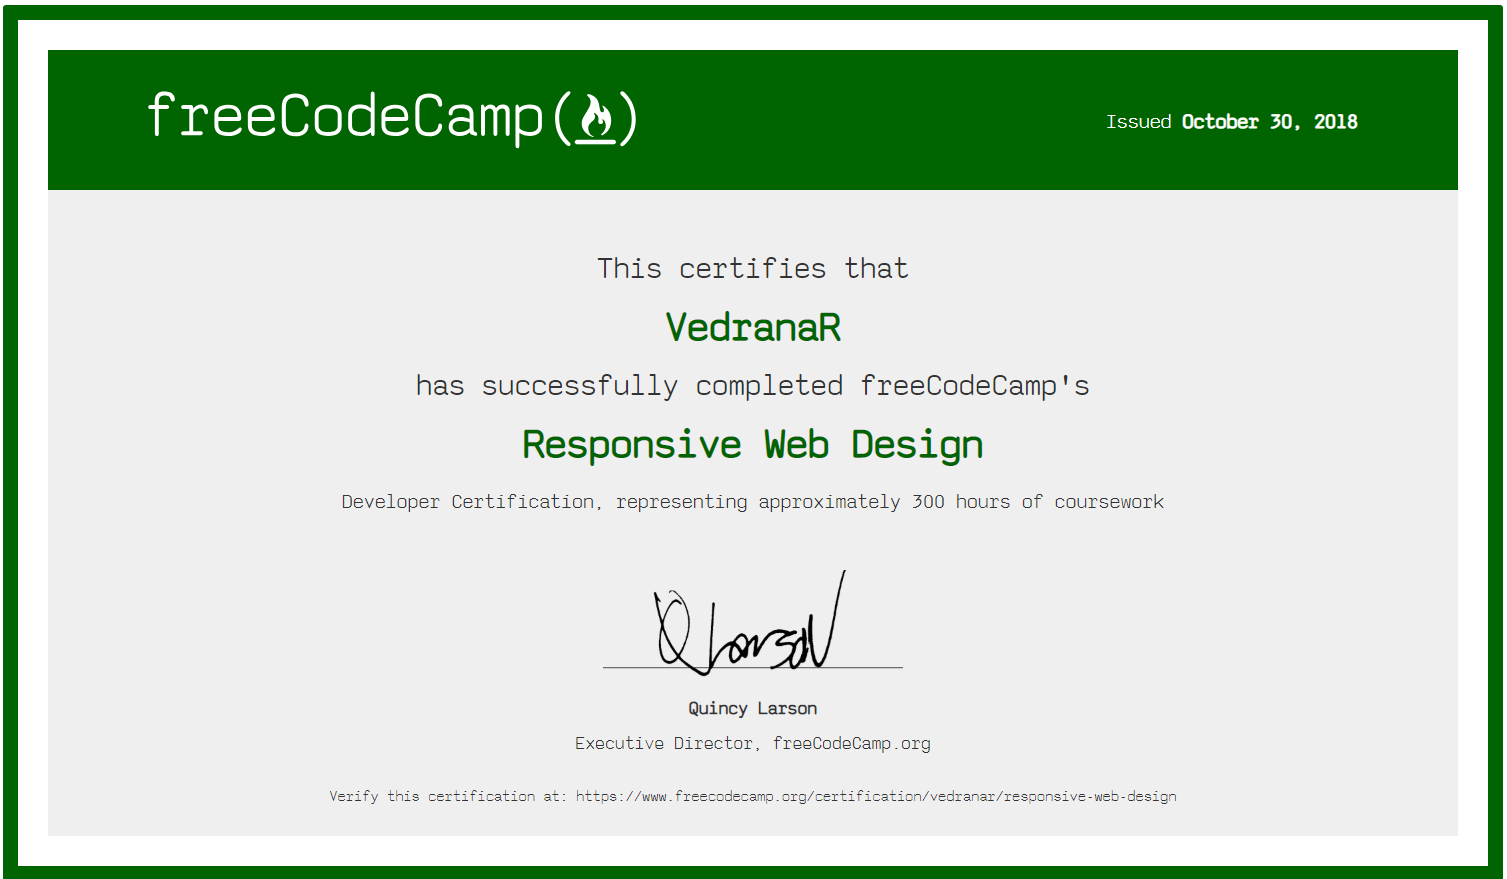 freeCodeCamp()
Issued October 30, 2018
This certifies that
VedranaR
has successfully completed freeCodeCamp's
Responsive Web Design
Developer Certification, representing approximately 300 hours of coursework
Q Larson
Quincy Larson
Executive Director, freeCodeCamp.org
Verify this certification at: https://www.freecodecamp.org/certification/vedranar/responsive-web-design